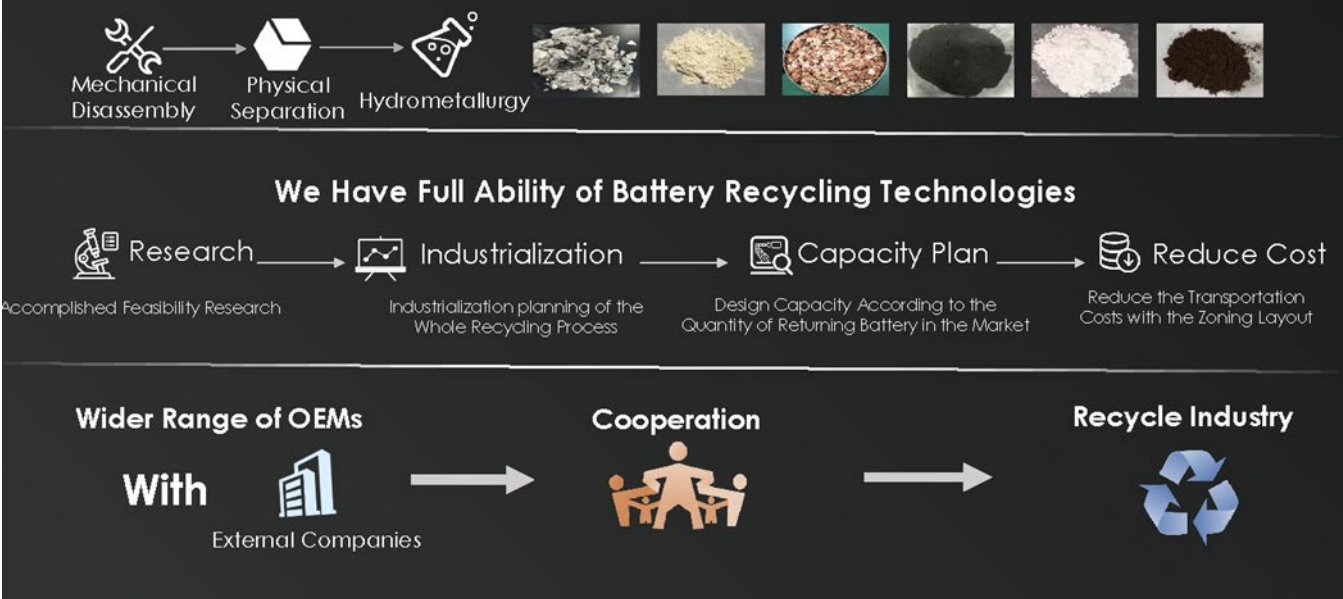 Mechanical
Disassembly
Physical
Separation
Hydrometallurgy
We Have Full Ability of Battery Recycling Technologies
Research
Accomplished Feasibility Research
Industrialization
Industrialization planning of the
Whole Recycling Process
Capacity Plan
Design Capacity According to the
Quantity of Returning Battery in the Market
Reduce Cost
Reduce the Transportation
Costs with the Zoning Layout
Wider Range of OEMs
With
External Companies
Cooperation
Recycle Industry